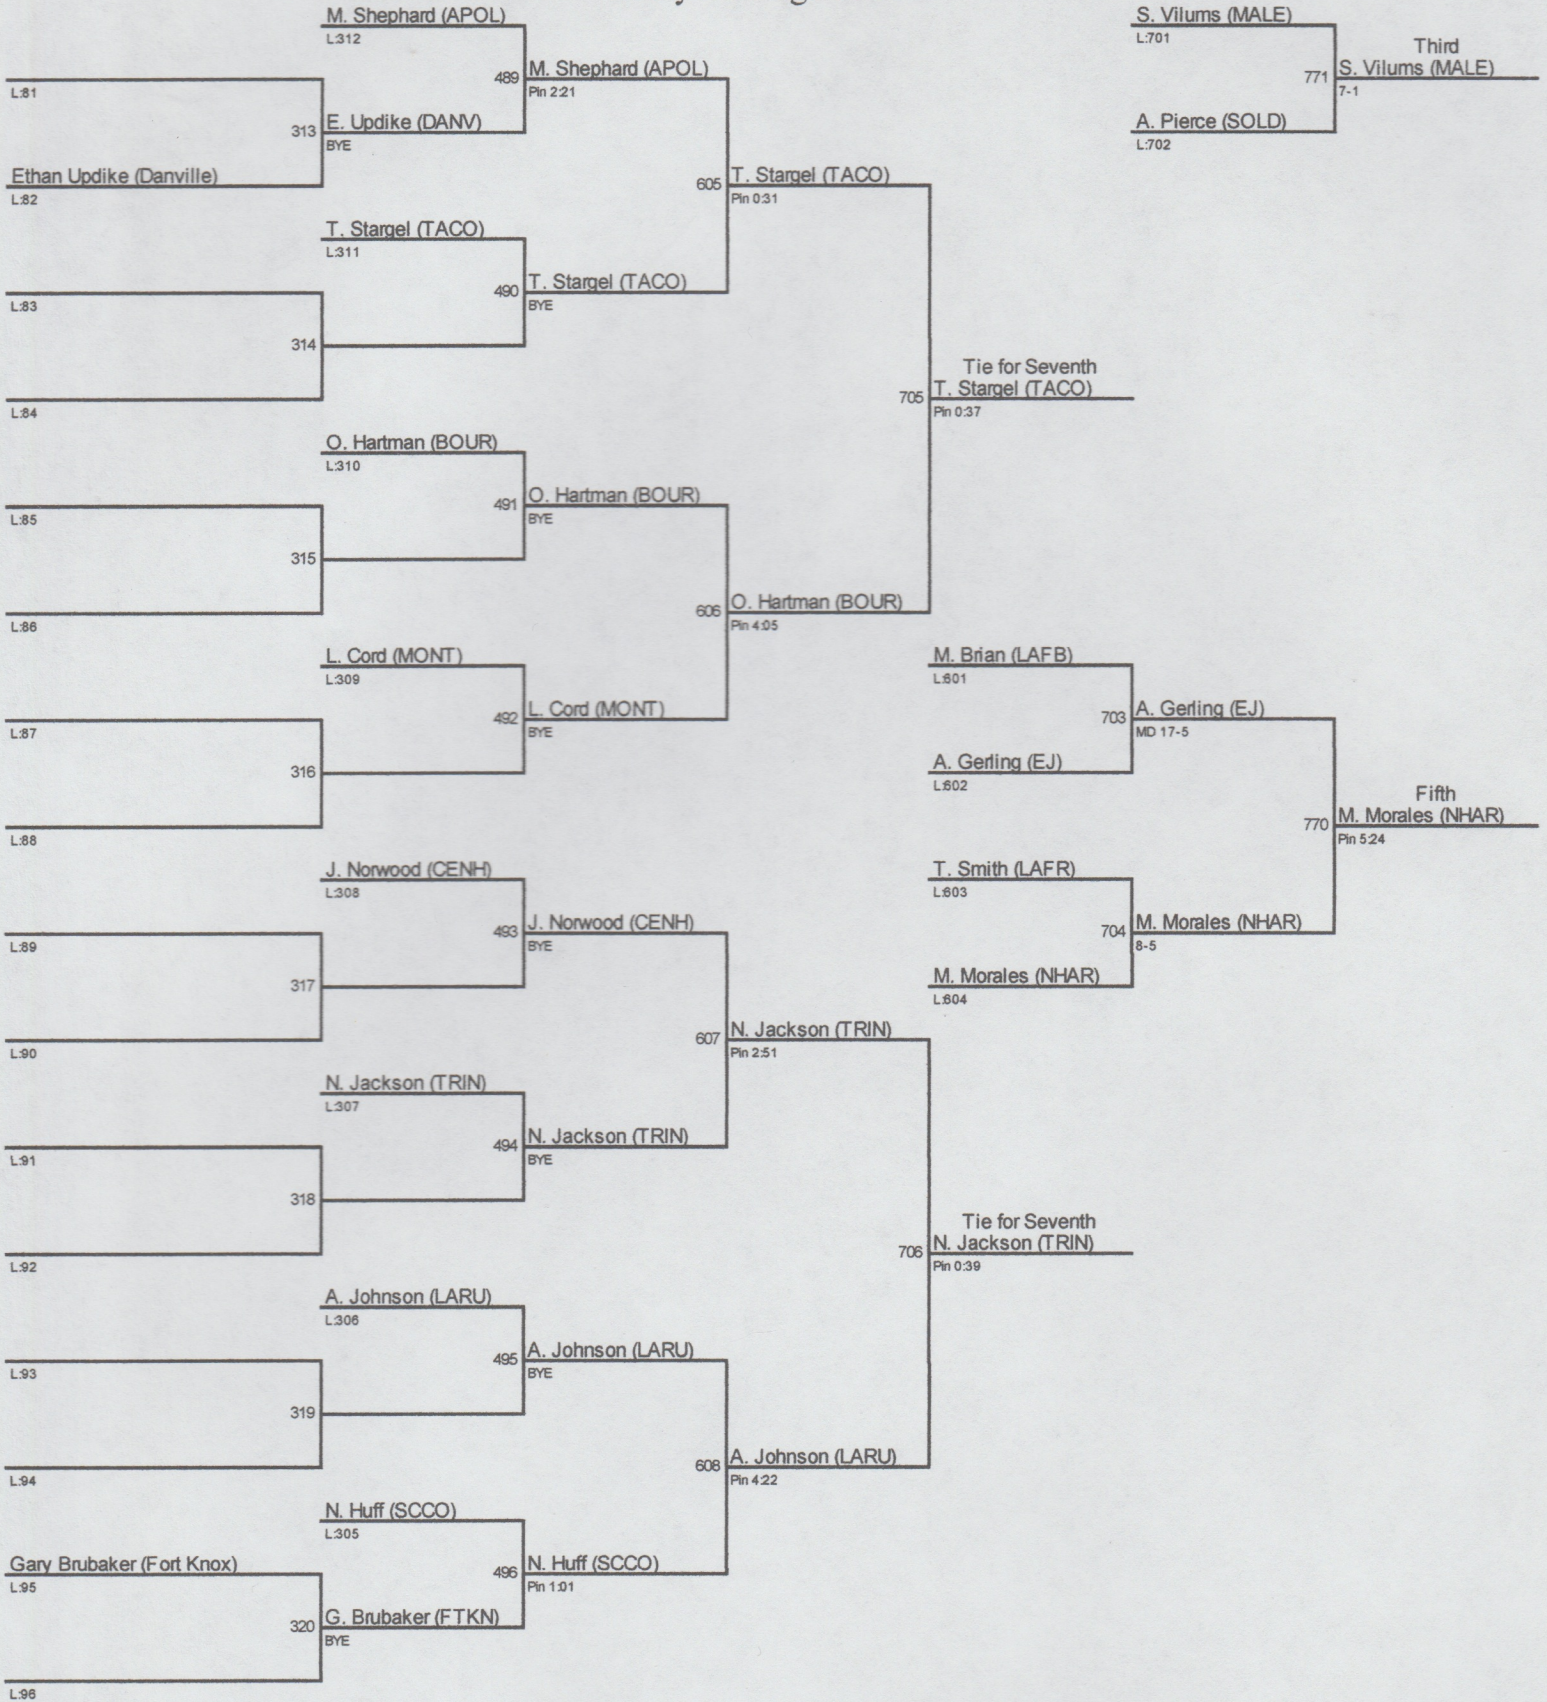 M. Shephard (APOL)
L:312
S. Vilums (MALE)
L:701
Third
489
M. Shephard (APOL)
Pin 2:21
771
S. Vilums (MALE)
7-1
L:81
313
E. Updike (DANV)
BYE
A. Pierce (SOLD)
L:702
Ethan Updike (Danville)
L:82
605
T. Stargel (TACO)
Pin 0:31
T. Stargel (TACO)
L:311
490
T. Stargel (TACO)
BYE
L:83
314
Tie for Seventh
705
T. Stargel (TACO)
Pin 0:37
L:84
O. Hartman (BOUR)
L:310
491
O. Hartman (BOUR)
BYE
L:85
315
606
O. Hartman (BOUR)
Pin 4:05
L:86
L. Cord (MONT)
L:309
M. Brian (LAFB)
L:601
492
L. Cord (MONT)
BYE
703
A. Gerling (EJ)
MD 17-5
L:87
316
A. Gerling (EJ)
L:602
Fifth
770
M. Morales (NHAR)
Pin 5:24
L:88
J. Norwood (CENH)
L:308
T. Smith (LAFR)
L:603
493
J. Norwood (CENH)
BYE
704
M. Morales (NHAR)
8-5
L:89
317
M. Morales (NHAR)
L:604
607
N. Jackson (TRIN)
Pin 2:51
L:90
N. Jackson (TRIN)
L:307
494
N. Jackson (TRIN)
BYE
L:91
318
Tie for Seventh
706
N. Jackson (TRIN)
Pin 0:39
L:92
A. Johnson (LARU)
L:306
495
A. Johnson (LARU)
BYE
L:93
319
608
A. Johnson (LARU)
Pin 4:22
L:94
N. Huff (SCCO)
L:305
Gary Brubaker (Fort Knox)
L:95
496
N. Huff (SCCO)
Pin 1:01
320
G. Brubaker (FTKN)
BYE
L:96